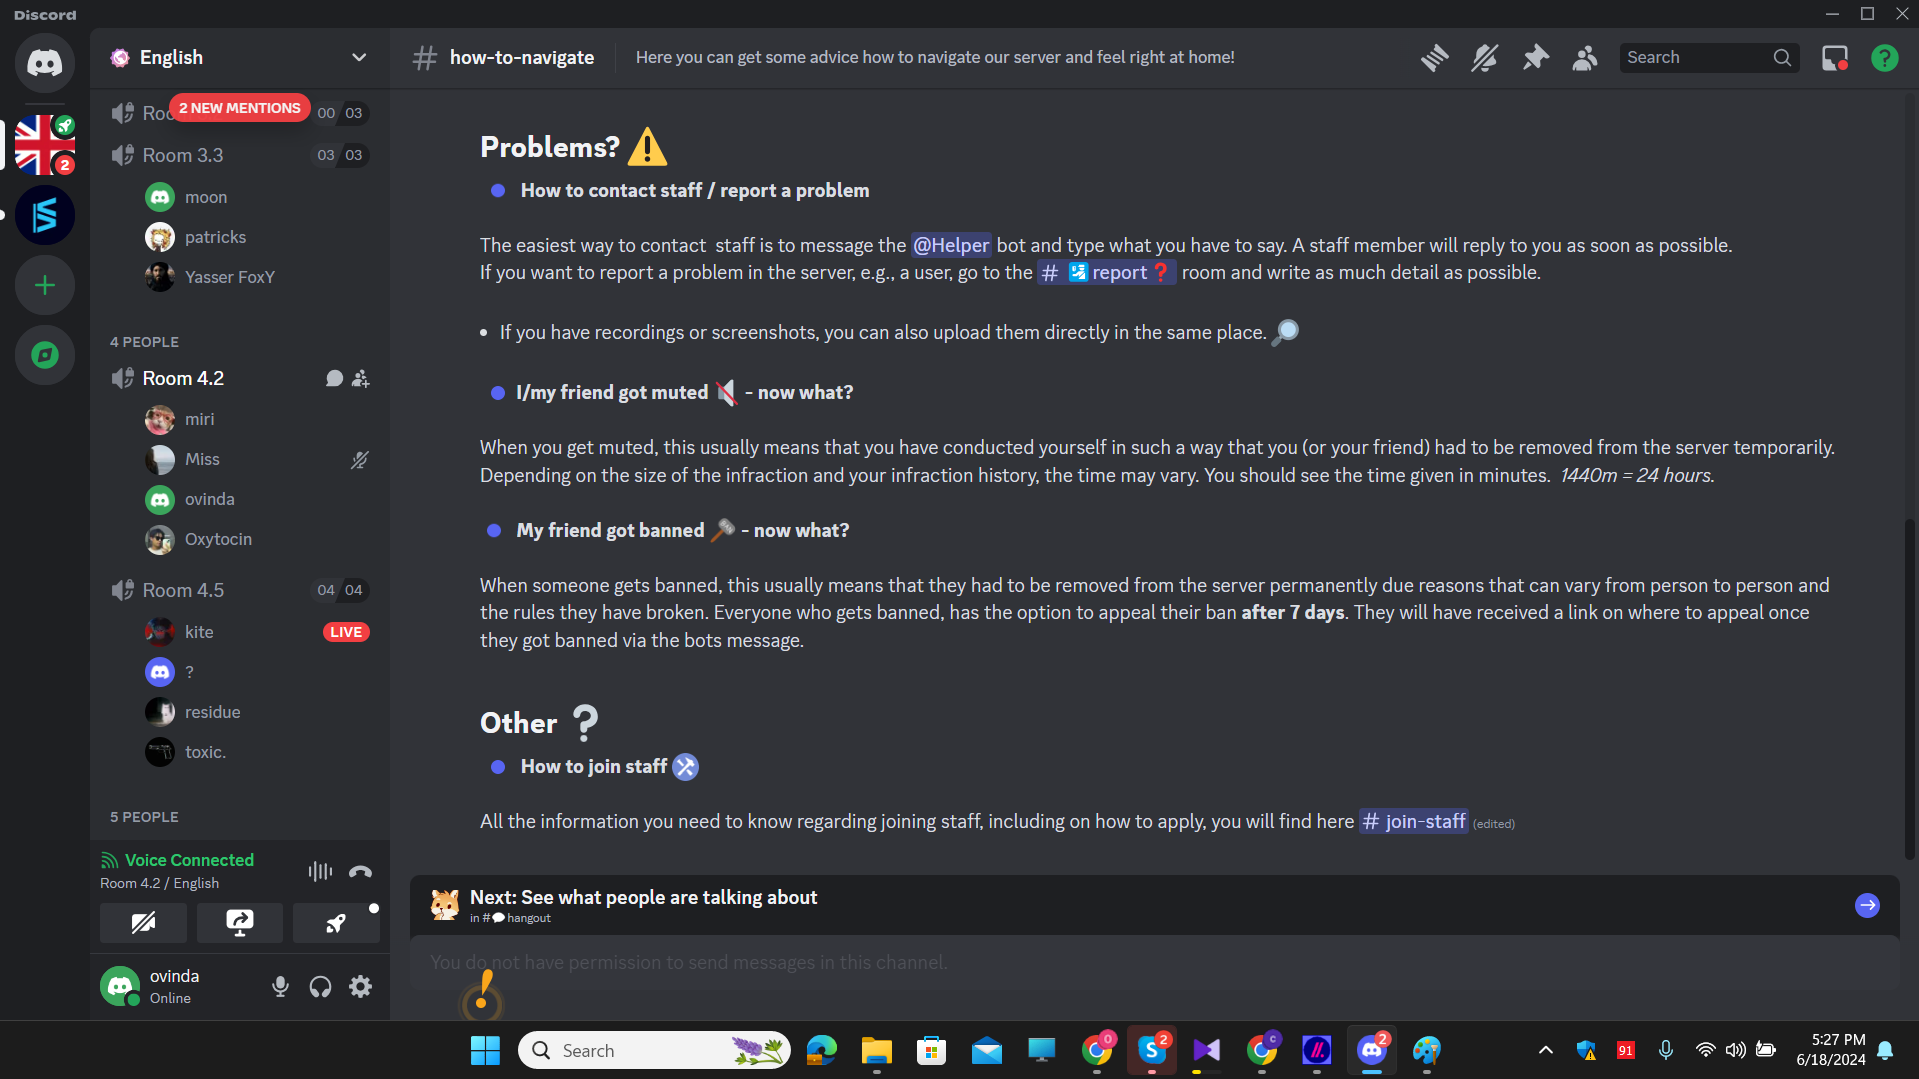 Discord
English
Roo
2 NEW MENTIONS
00 03
Room 3.3
03 03
moon
patricks
Yasser FoxY
4 PEOPLE
Room 4.2
miri
Miss
ovinda
Oxytocin
Room 4.5
04 04
kite
LIVE
?
residue
toxic.
5 PEOPLE
Voice Connected
Room 4.2 / English
ovinda
Online
2
# how-to-navigate
Here you can get some advice how to navigate our server and feel right at home!
Search
?
Problems? ⚠️
How to contact staff / report a problem
The easiest way to contact  staff is to message the @Helper bot and type what you have to say. A staff member will reply to you as soon as possible.
If you want to report a problem in the server, e.g., a user, go to the # report❓ room and write as much detail as possible.
• If you have recordings or screenshots, you can also upload them directly in the same place. 🔎
I/my friend got muted 🔇 - now what?
When you get muted, this usually means that you have conducted yourself in such a way that you (or your friend) had to be removed from the server temporarily.
Depending on the size of the infraction and your infraction history, the time may vary. You should see the time given in minutes.  1440m = 24 hours.
My friend got banned - now what?
When someone gets banned, this usually means that they had to be removed from the server permanently due reasons that can vary from person to person and
the rules they have broken. Everyone who gets banned, has the option to appeal their ban after 7 days. They will have received a link on where to appeal once
they got banned via the bots message.
Other ❔
How to join staff
All the information you need to know regarding joining staff, including on how to apply, you will find here # join-staff (edited)
Next: See what people are talking about
in #💬hangout
You do not have permission to send messages in this channel.
Search
0
S
2
C
2
91
5:27 PM
6/18/2024